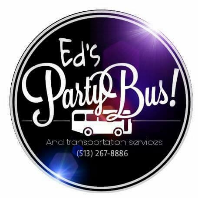 Ed's
Party Bus!
And transportation services
(513) 267-8886